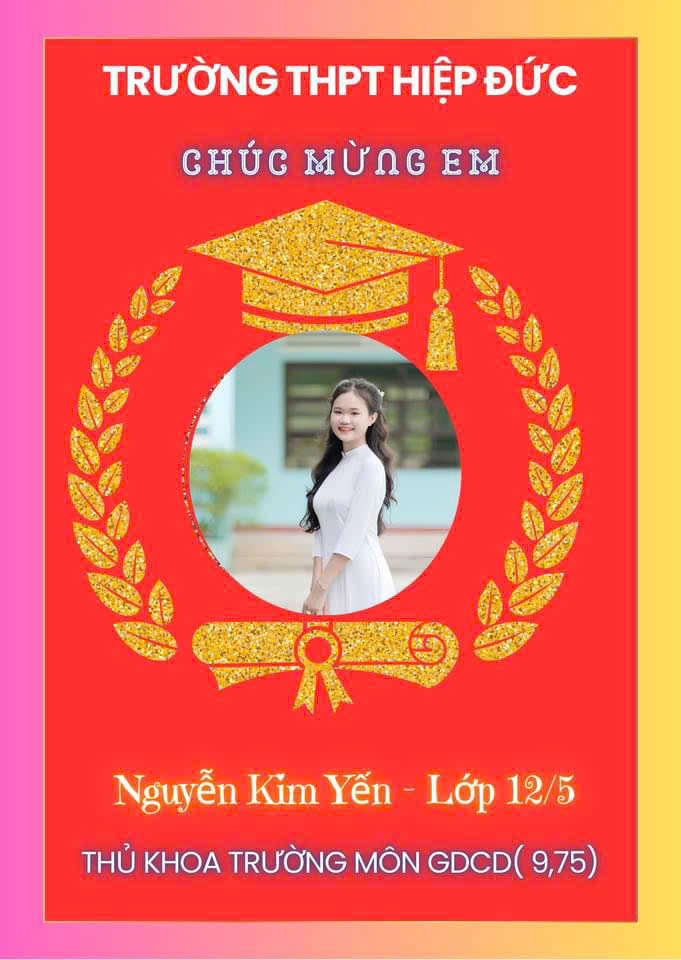 TRƯỜNG THPT HIỆP ĐỨC
CHÚC MỪNG EM
Nguyễn Kim Yến - Lớp 12/5
THỦ KHOA TRƯỜNG MÔN GDCD( 9,75)